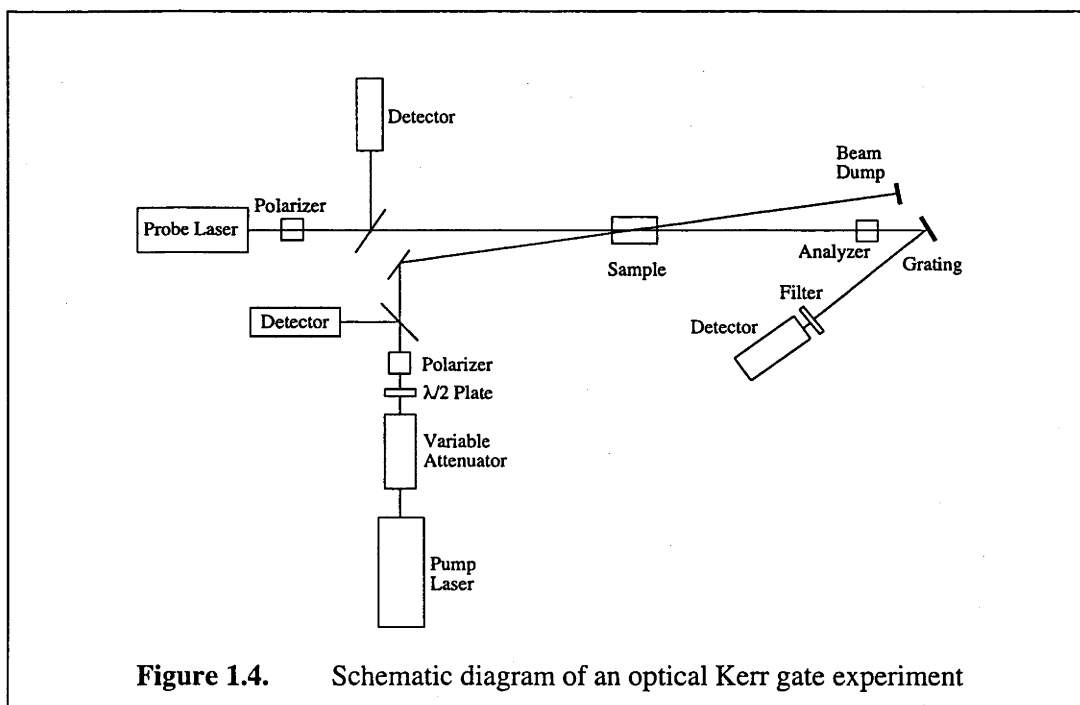 Detector
Beam
Dump
Polarizer
Probe Laser
Analyzer
Grating
Sample
Filter
Detector
Detector
Polarizer
λ/2 Plate
Variable
Attenuator
Pump
Laser
Figure 1.4. Schematic diagram of an optical Kerr gate experiment